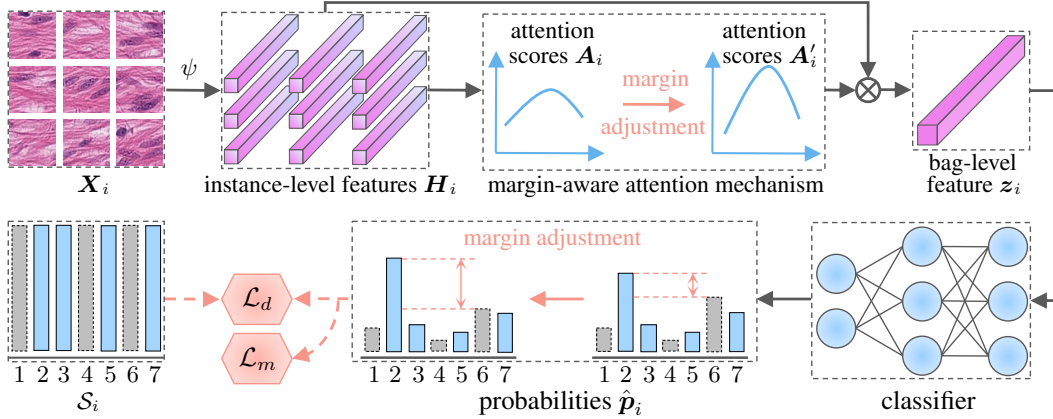 ψ
attention
scores A_i
attention
scores A′_i
margin
adjustment
⊗
X_i
instance-level features H_i
margin-aware attention mechanism
bag-level
feature z_i
margin adjustment
ℒ_d
ℒ_m
1 2 3 4 5 6 7
1 2 3 4 5 6 7
1 2 3 4 5 6 7
𝒮_i
probabilities p̂_i
classifier